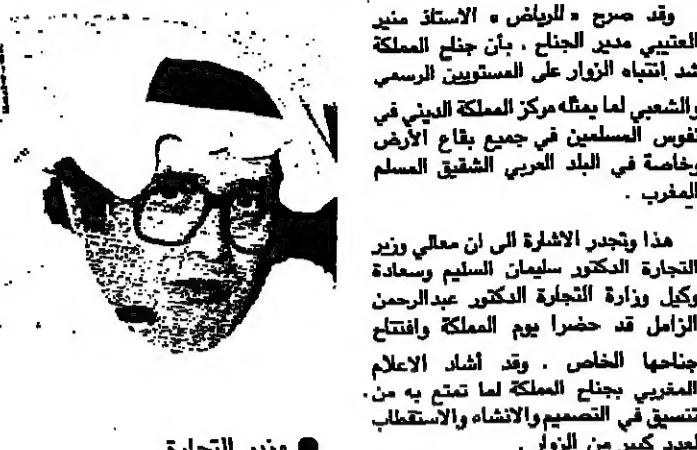 وقد صرح « للرياض » الاستاذ منير
العتيبي مدير الجناح ، بأن جناح المملكة
شد انتباه الزوار على المستويين الرسمي
والشعبي لما يمثله مركز المملكة الديني في
نفوس المسلمين في جميع بقاع الأرض
وخاصة في البلد العربي الشقيق المسلم
المغرب .
هذا وتجدر الاشارة الى ان معالي وزير
التجارة الدكتور سليمان السليم وسعادة
وكيل وزارة التجارة الدكتور عبدالرحمن
الزامل قد حضرا يوم المملكة وافتتاح
جناحها الخاص . وقد أشاد الاعلام
المغربي بجناح المملكة لما تمتع به من
تنسيق في التصميم والانشاء والاستقطاب
لعدد كبير من الزوار .
● وزير التجارة